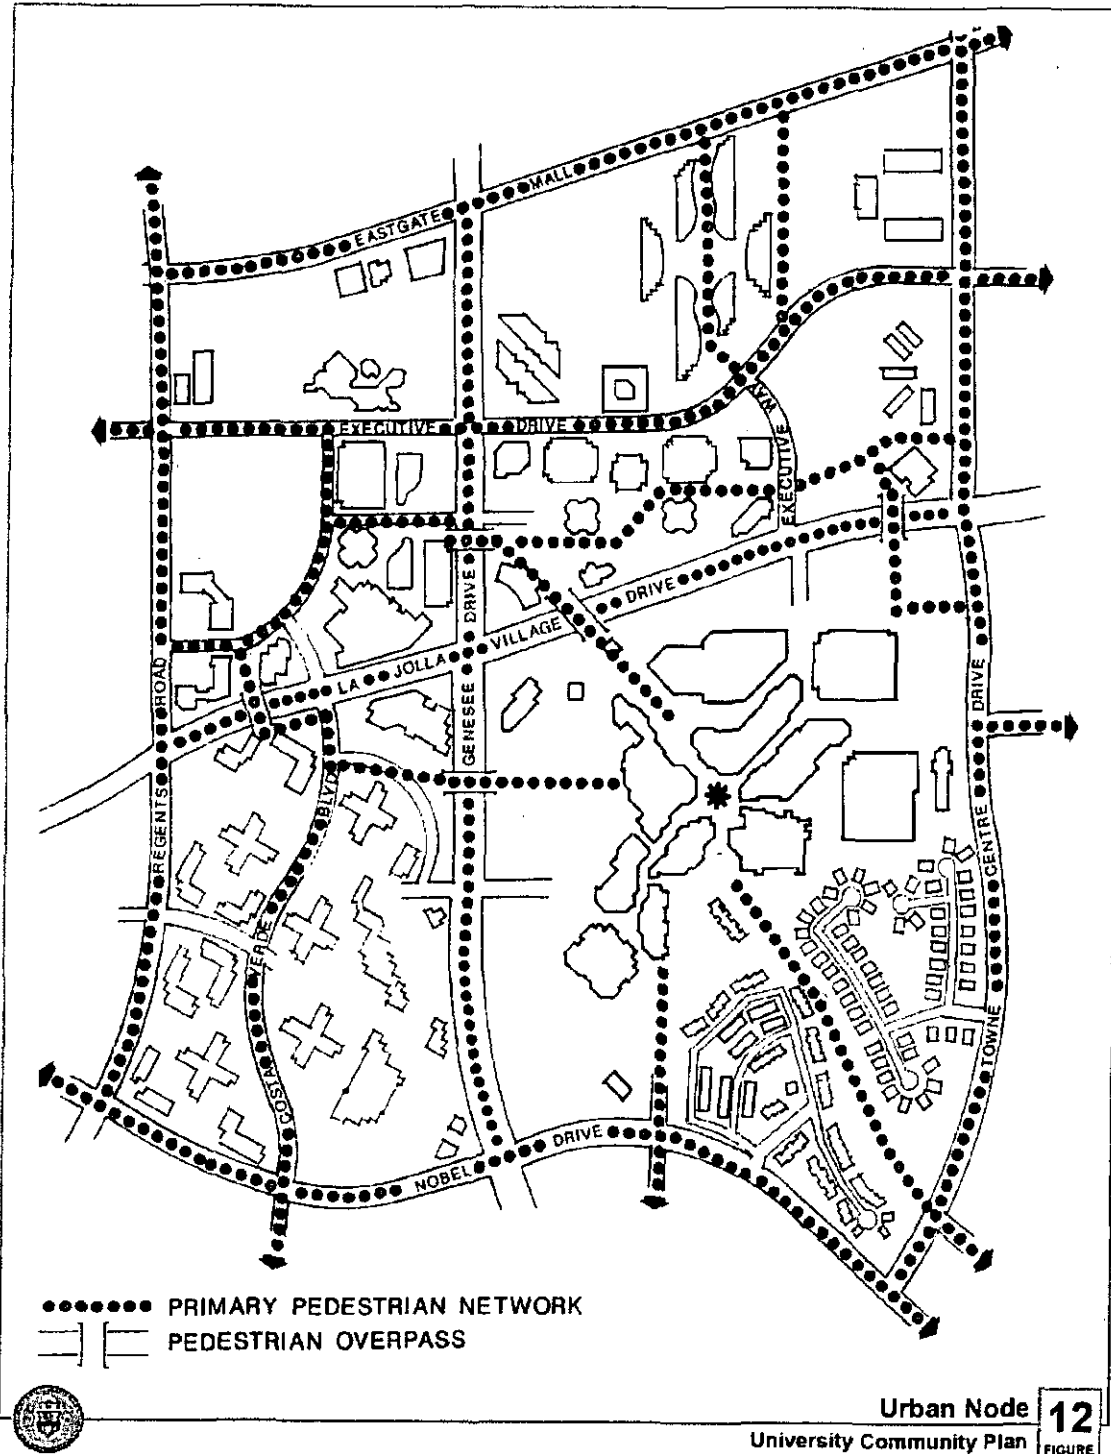 EASTGATE MALL
EXECUTIVE DRIVE
EXECUTIVE WAY
LA JOLLA VILLAGE DRIVE
GENESEE DRIVE
REGENTS ROAD
COSTA VERDE BLVD
TOWNE CENTRE DRIVE
NOBEL DRIVE
PRIMARY PEDESTRIAN NETWORK
PEDESTRIAN OVERPASS
Urban Node
University Community Plan
12
FIGURE